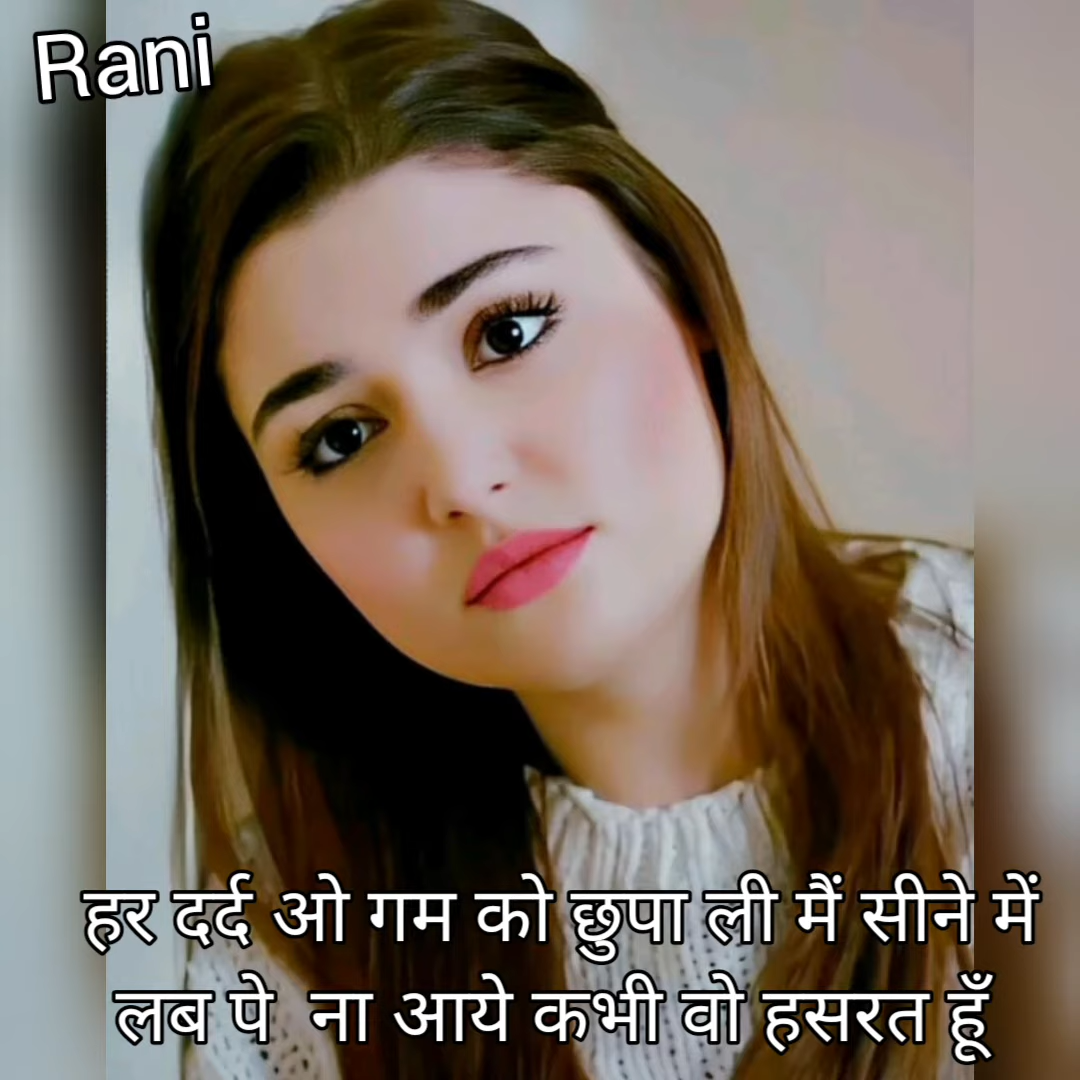 Rani
हर दर्द ओ गम को छुपा ली मैं सीने में
लब पे ना आये कभी वो हसरत हूँ